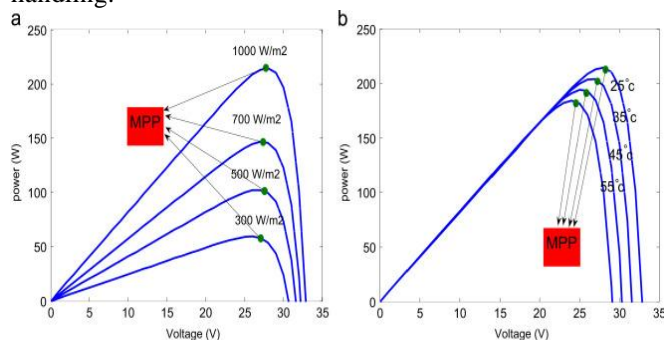 handling.
a
b
250
200
150
100
50
0
power (W)
1000 W/m2
700 W/m2
500 W/m2
300 W/m2
MPP
0 5 10 15 20 25 30 35
Voltage (V)
250
200
150
100
50
0
power (W)
25°c
35°c
45°c
55°c
MPP
0 5 10 15 20 25 30 35
Voltage (V)